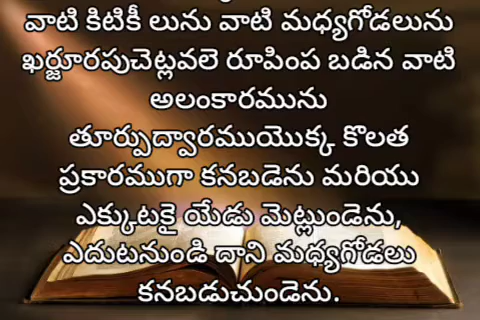 వాటి కిటికీ లును వాటి మధ్యగోడలును
ఖర్జూరపుచెట్లవలె రూపింప బడిన వాటి
అలంకారమును
తూర్పుద్వారముయొక్క కొలత
ప్రకారముగా కనబడెను మరియు
ఎక్కుటకై యేడు మెట్లుండెను,
ఎదుటనుండి దాని మధ్యగోడలు
కనబడుచుండెను.